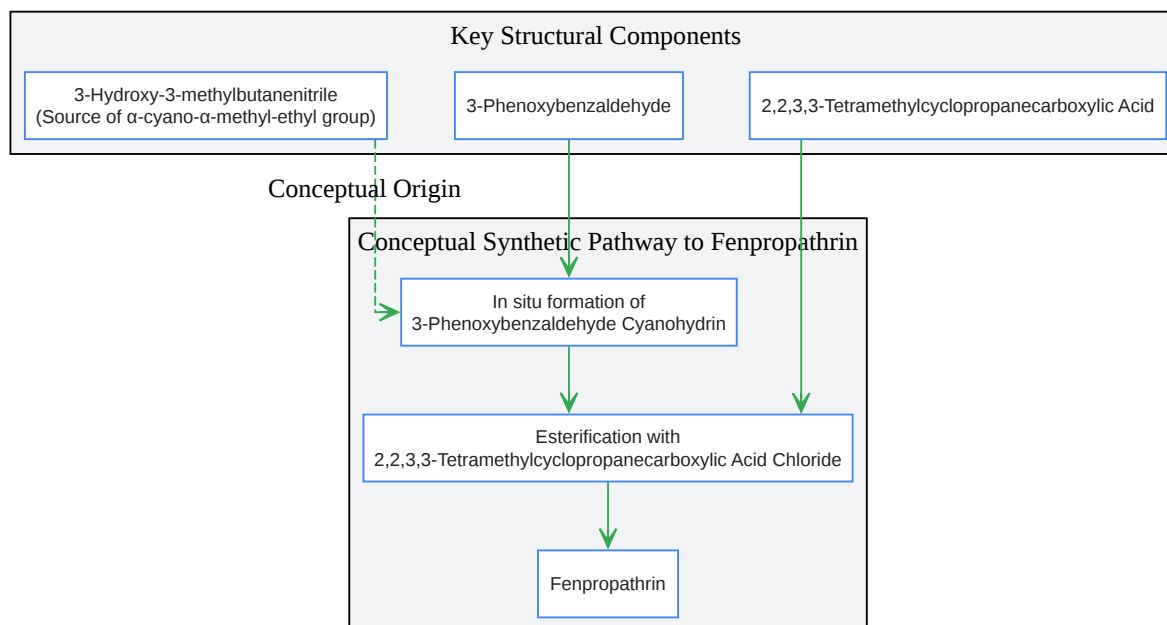 Key Structural Components
3-Hydroxy-3-methylbutanenitrile
(Source of α-cyano-α-methyl-ethyl group)
3-Phenoxybenzaldehyde
2,2,3,3-Tetramethylcyclopropanecarboxylic Acid
Conceptual Origin
Conceptual Synthetic Pathway to Fenpropathrin
In situ formation of
3-Phenoxybenzaldehyde Cyanohydrin
Esterification with
2,2,3,3-Tetramethylcyclopropanecarboxylic Acid Chloride
Fenpropathrin